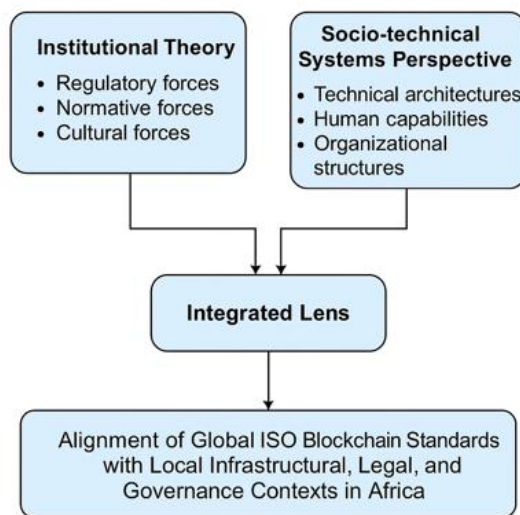 Institutional Theory
• Regulatory forces
• Normative forces
• Cultural forces
Socio-technical
Systems Perspective
• Technical architectures
• Human capabilities
• Organizational
structures
Integrated Lens
Alignment of Global ISO Blockchain Standards
with Local Infrastructural, Legal, and
Governance Contexts in Africa